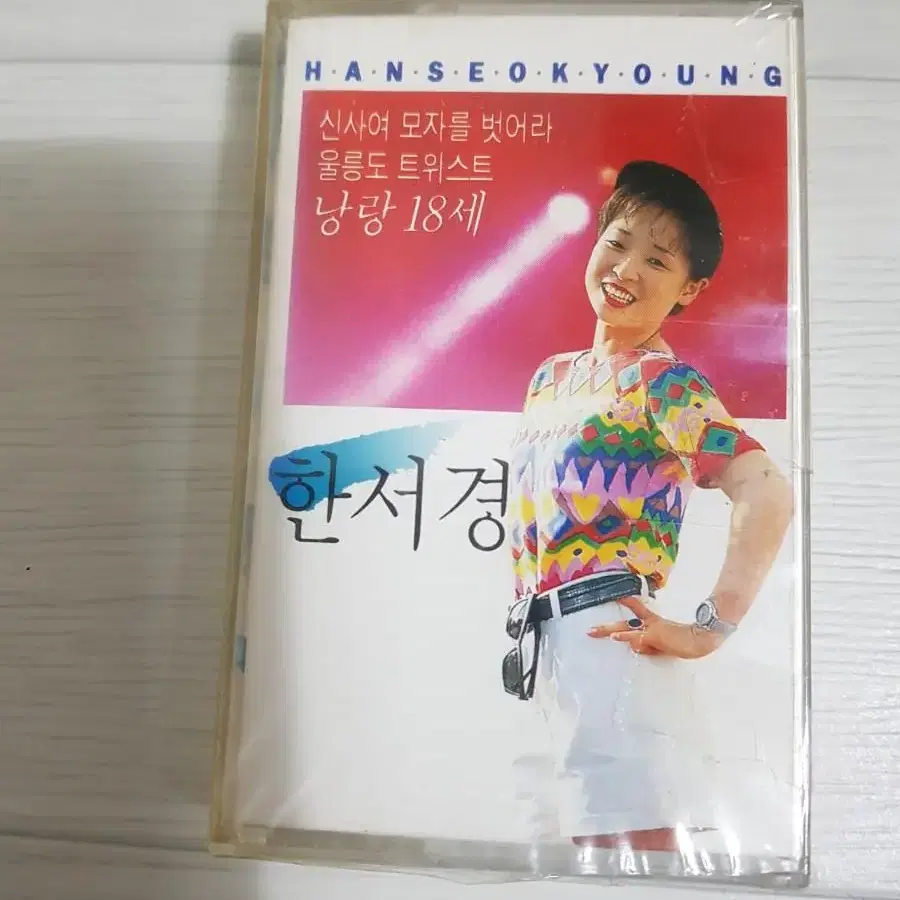 H·A·N·S·E·O·K·Y·O·U·N·G
신사여 모자를 벗어라
울릉도 트위스트
낭랑 18세
한서경